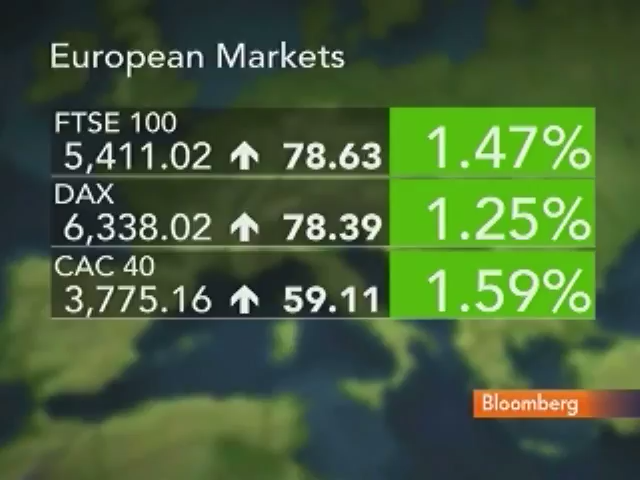 European Markets
FTSE 100
5,411.02 ↑ 78.63 1.47%
DAX
6,338.02 ↑ 78.39 1.25%
CAC 40
3,775.16 ↑ 59.11 1.59%
Bloomberg